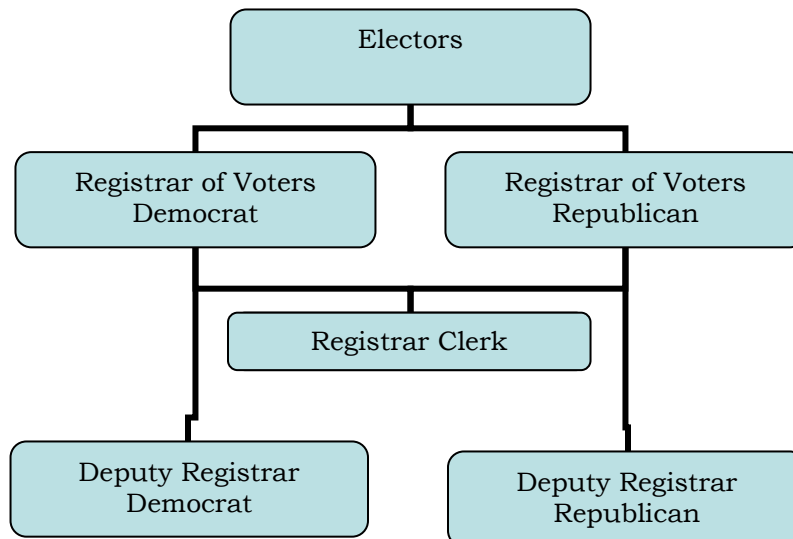 Electors
Registrar of Voters
Democrat
Registrar of Voters
Republican
Registrar Clerk
Deputy Registrar
Democrat
Deputy Registrar
Republican